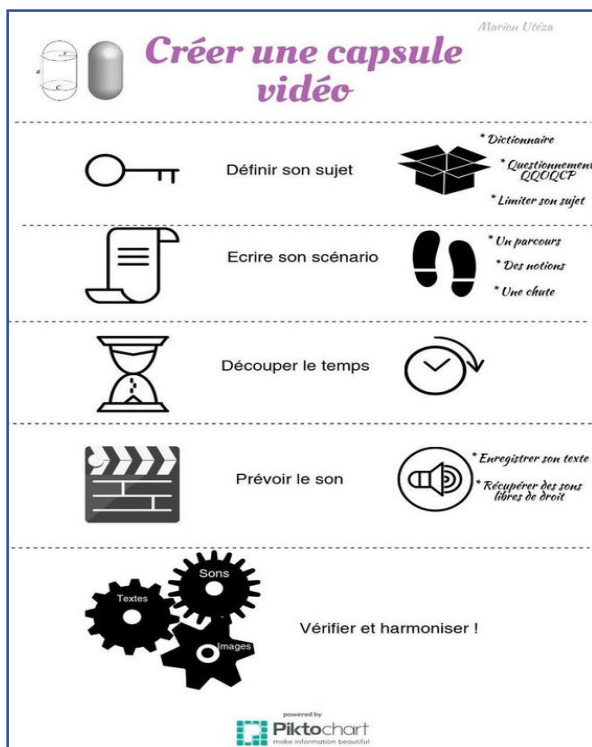 Marion Utéza
Créer une capsule
vidéo
Définir son sujet
* Dictionnaire
* Questionnement
QQOQCP
* Limiter son sujet
Ecrire son scénario
* Un parcours
* Des notions
* Une chute
Découper le temps
Prévoir le son
* Enregistrer son texte
* Récupérer des sons
libres de droit
Sons
Textes
Images
Vérifier et harmoniser !
powered by
Piktochart
make information beautiful